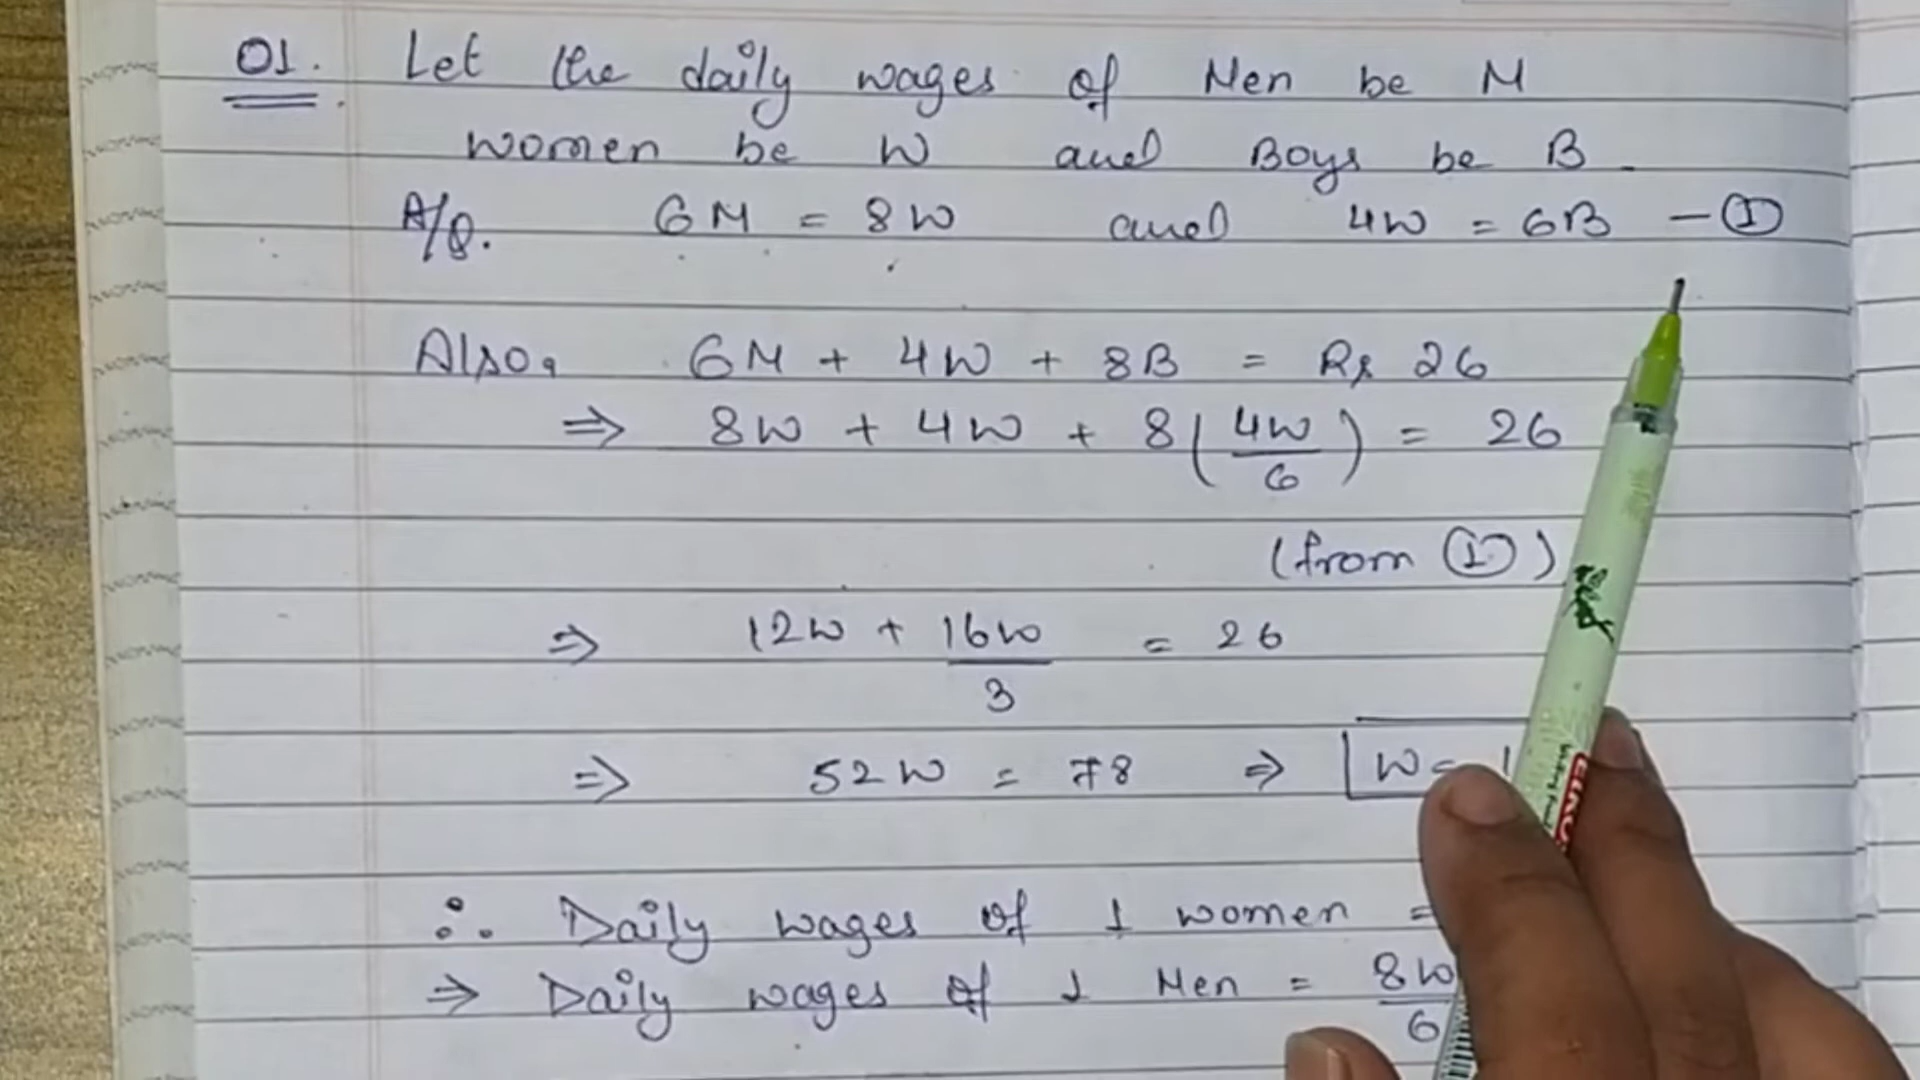 01. Let the daily wages of Men be M
women be W and Boys be B.
A/Q. 6M = 8W and 4W = 6B — (I)
Also, 6M + 4W + 8B = Rs 26
⇒ 8W + 4W + 8(4W/6) = 26
(from (I))
⇒ 12W + 16W/3 = 26
⇒ 52W = 78 ⇒ W = 1
∴ Daily wages of 1 women =
⇒ Daily wages of 1 Men = 8W/6